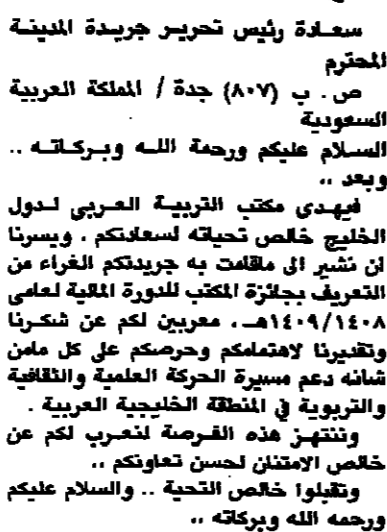 سعادة رئيس تحرير جريدة المدينة
المحترم
ص . ب (٨٠٧) جدة / المملكة العربية
السعودية
السلام عليكم ورحمة الله وبركاته ..
وبعد ،،
فيهدى مكتب التربية العربى لدول
الخليج خالص تحياته لسعادتكم . ويسرنا
ان نشير الى ماقامت به جريدتكم الغراء من
التعريف بجائزة المكتب للدورة المالية لعامى
١٤٠٩/١٤٠٨هـ ، معربين لكم عن شكرنا
وتقديرنا لاهتمامكم وحرصكم على كل مامن
شانه دعم مسيرة الحركة العلمية والثقافية
والتربوية في المنطقة الخليجية العربية .
وننتهز هذه الفرصة لنعرب لكم عن
خالص الامتنان لحسن تعاونكم ،،
وتقبلوا خالص التحية .. والسلام عليكم
ورحمه الله وبركاته ،،